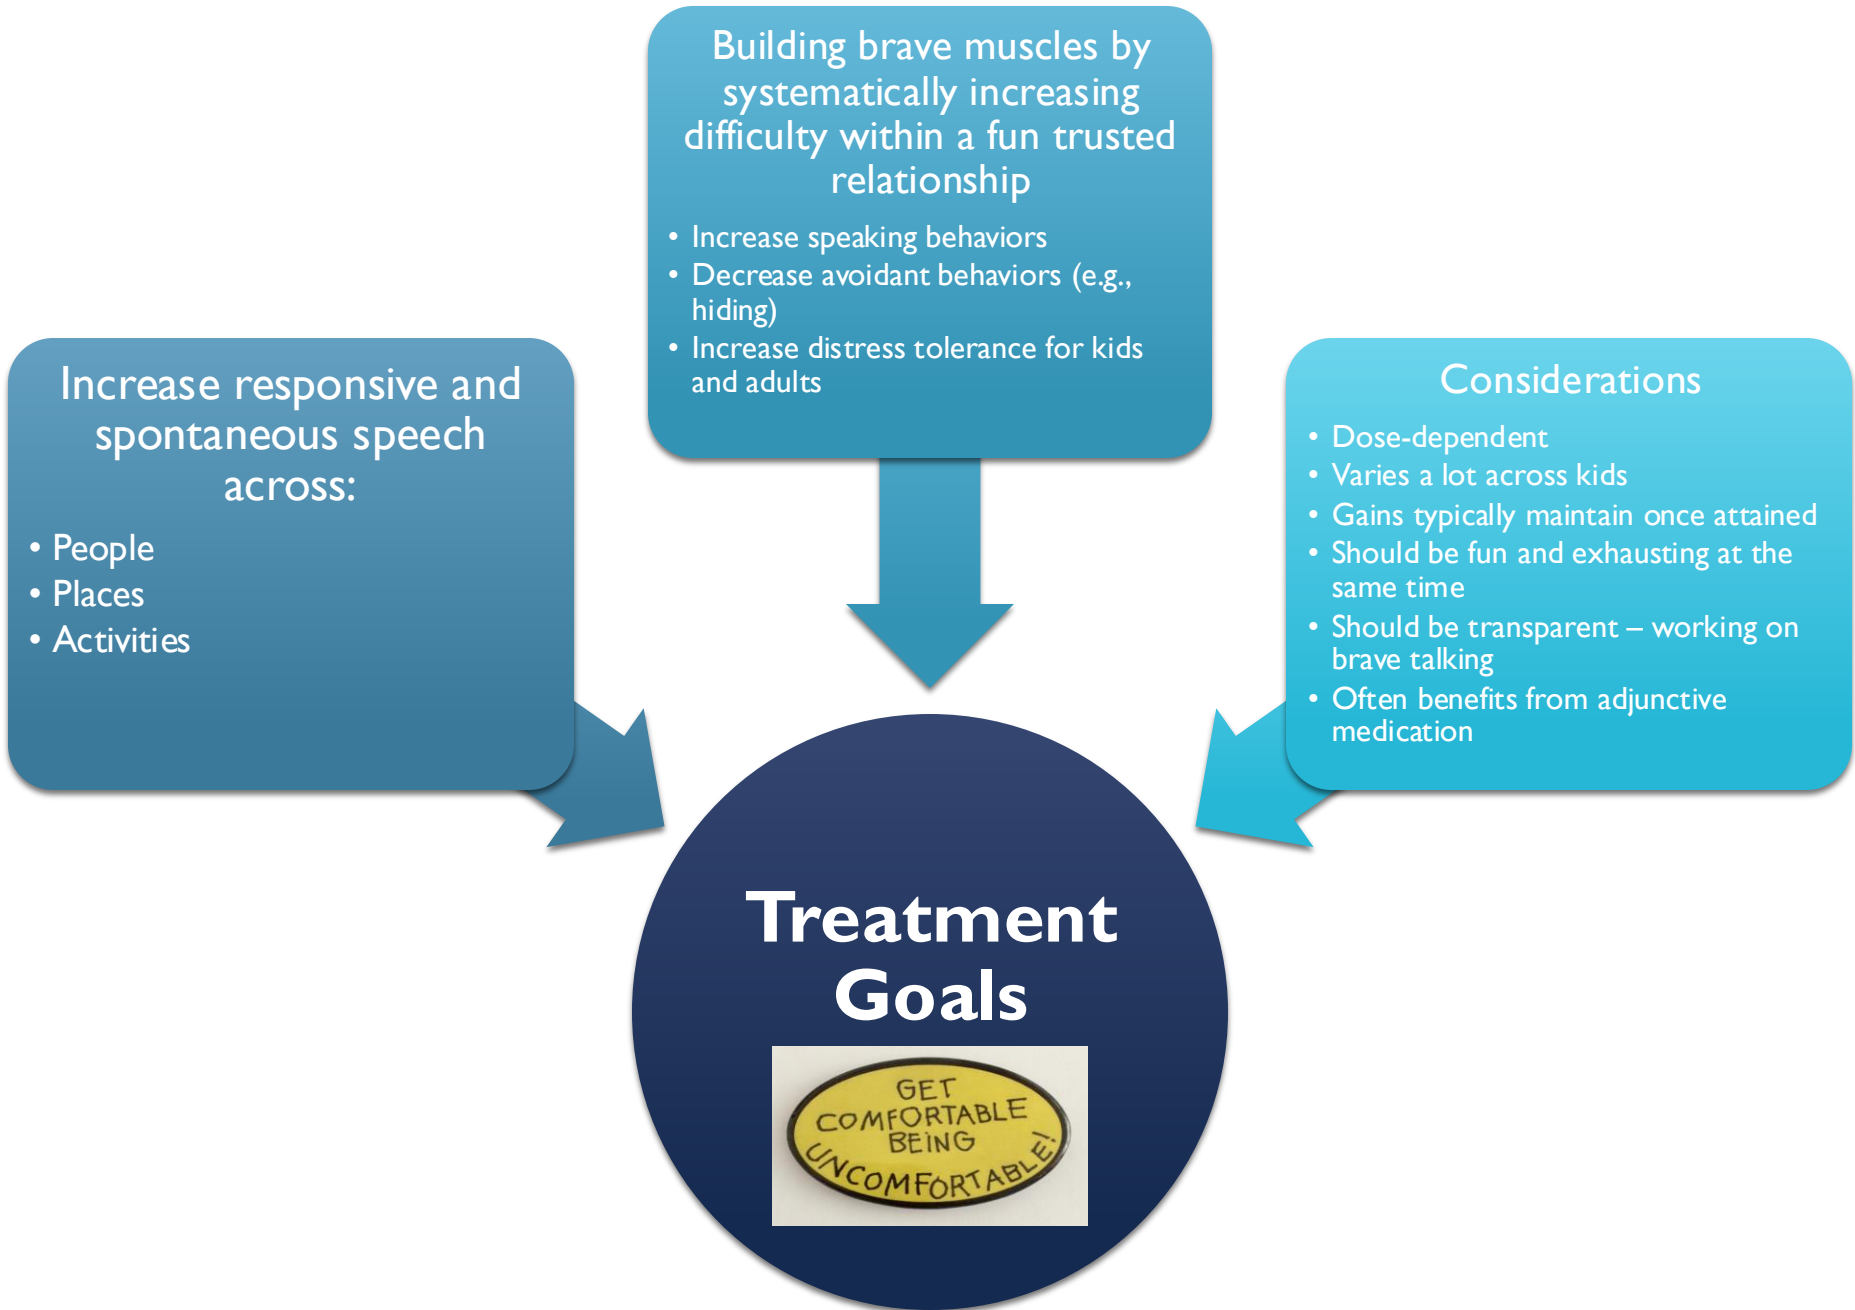 Building brave muscles by
systematically increasing
difficulty within a fun trusted
relationship
• Increase speaking behaviors
• Decrease avoidant behaviors (e.g.,
hiding)
• Increase distress tolerance for kids
and adults
Increase responsive and
spontaneous speech
across:
• People
• Places
• Activities
Considerations
• Dose-dependent
• Varies a lot across kids
• Gains typically maintain once attained
• Should be fun and exhausting at the
same time
• Should be transparent – working on
brave talking
• Often benefits from adjunctive
medication
Treatment
Goals
GET
COMFORTABLE
BEING
UNCOMFORTABLE!